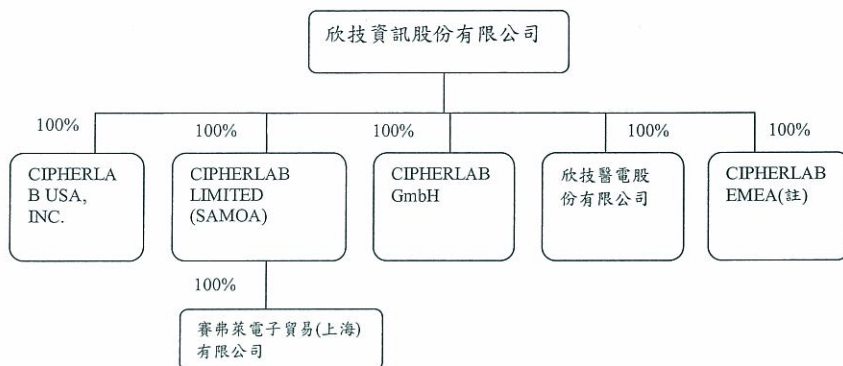 欣技資訊股份有限公司
100%
100%
100%
100%
100%
CIPHERLA
B USA,
INC.
CIPHERLAB
LIMITED
(SAMOA)
CIPHERLAB
GmbH
欣技醫電股
份有限公司
CIPHERLAB
EMEA(註)
100%
賽弗萊電子貿易(上海)
有限公司